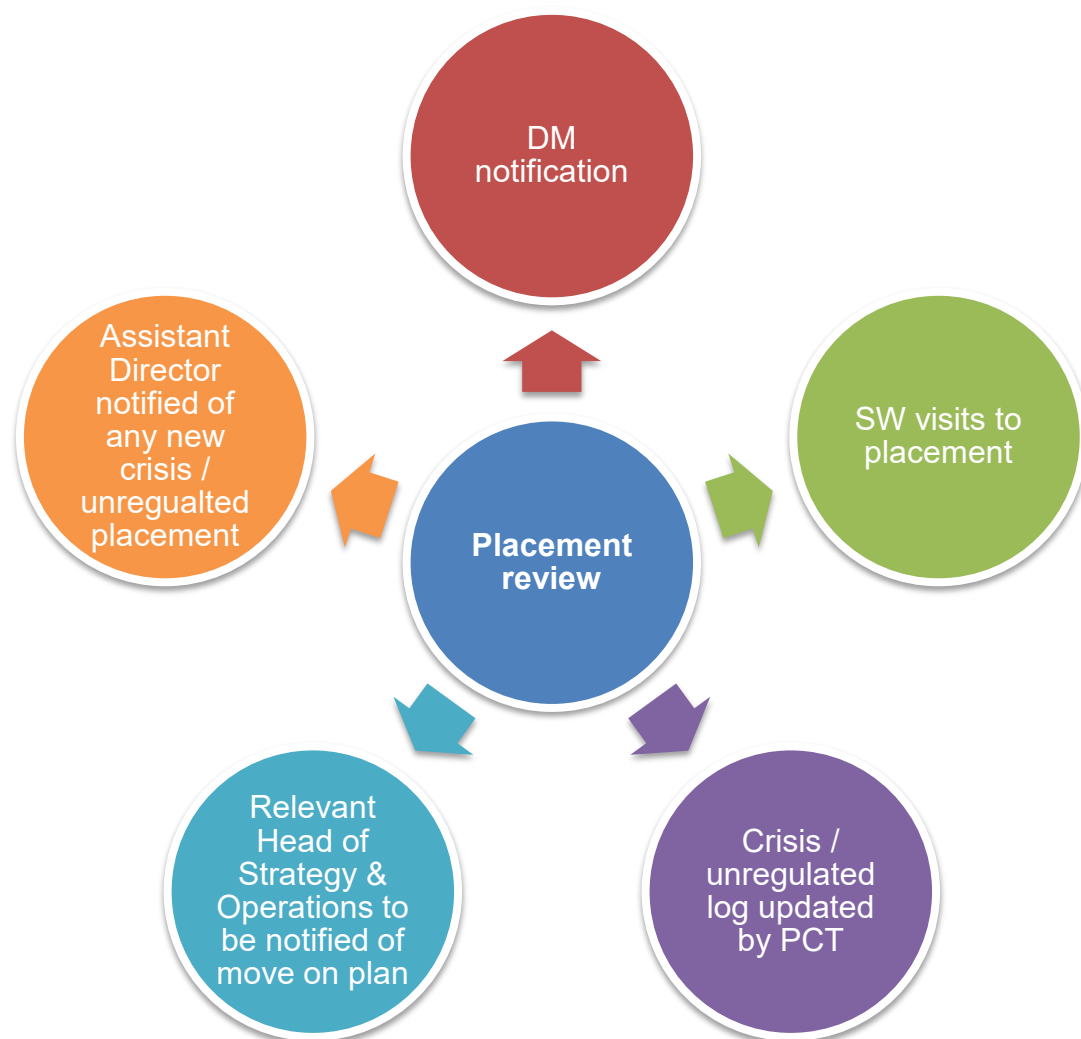 DM
notification
Assistant
Director
notified of
any new
crisis /
unregualted
placement
SW visits to
placement
Placement
review
Relevant
Head of
Strategy &
Operations to
be notified of
move on plan
Crisis /
unregulated
log updated
by PCT